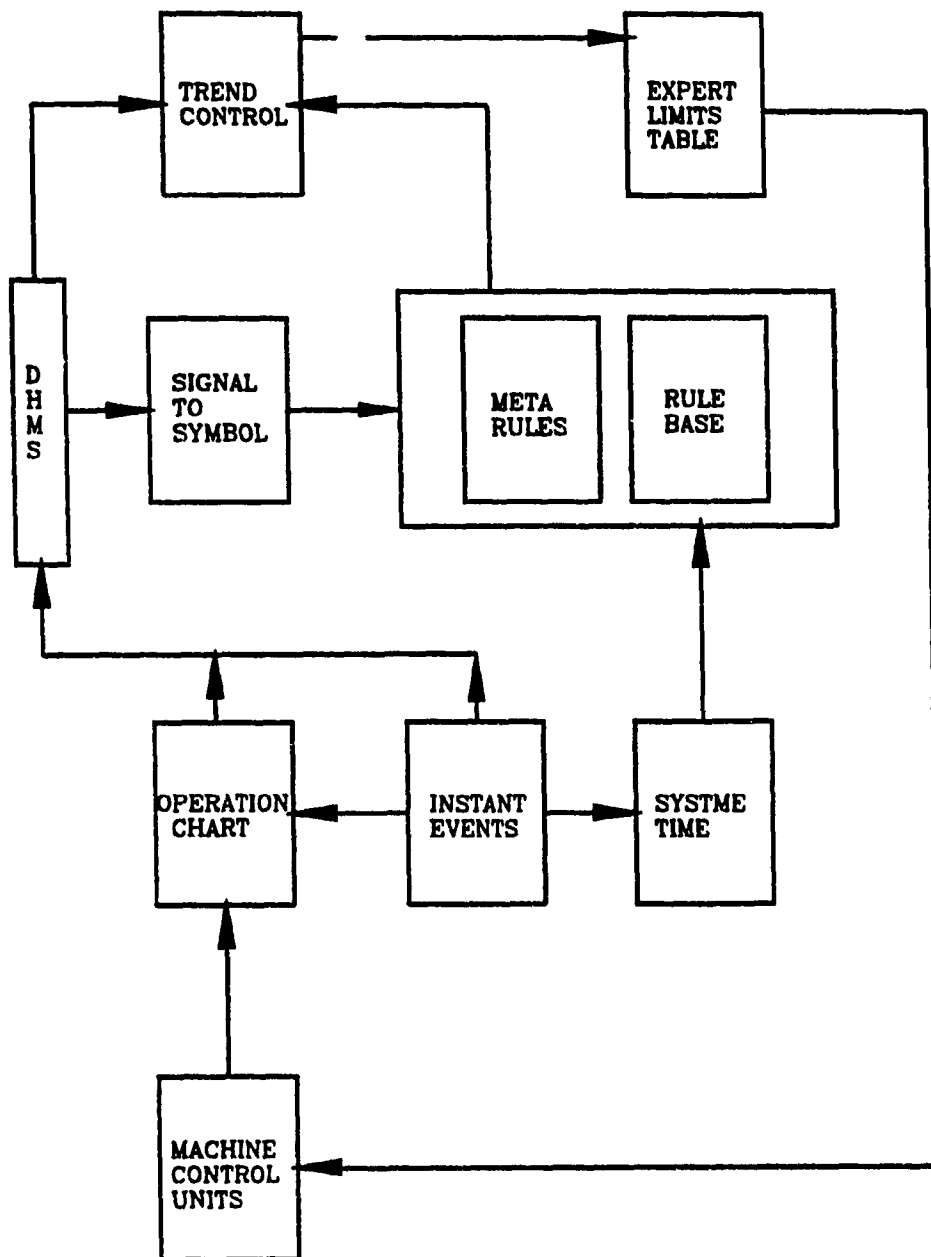 TREND
CONTROL
EXPERT
LIMITS
TABLE
D
H
M
S
SIGNAL
TO
SYMBOL
META
RULES
RULE
BASE
OPERATION
CHART
INSTANT
EVENTS
SYSTME
TIME
MACHINE
CONTROL
UNITS